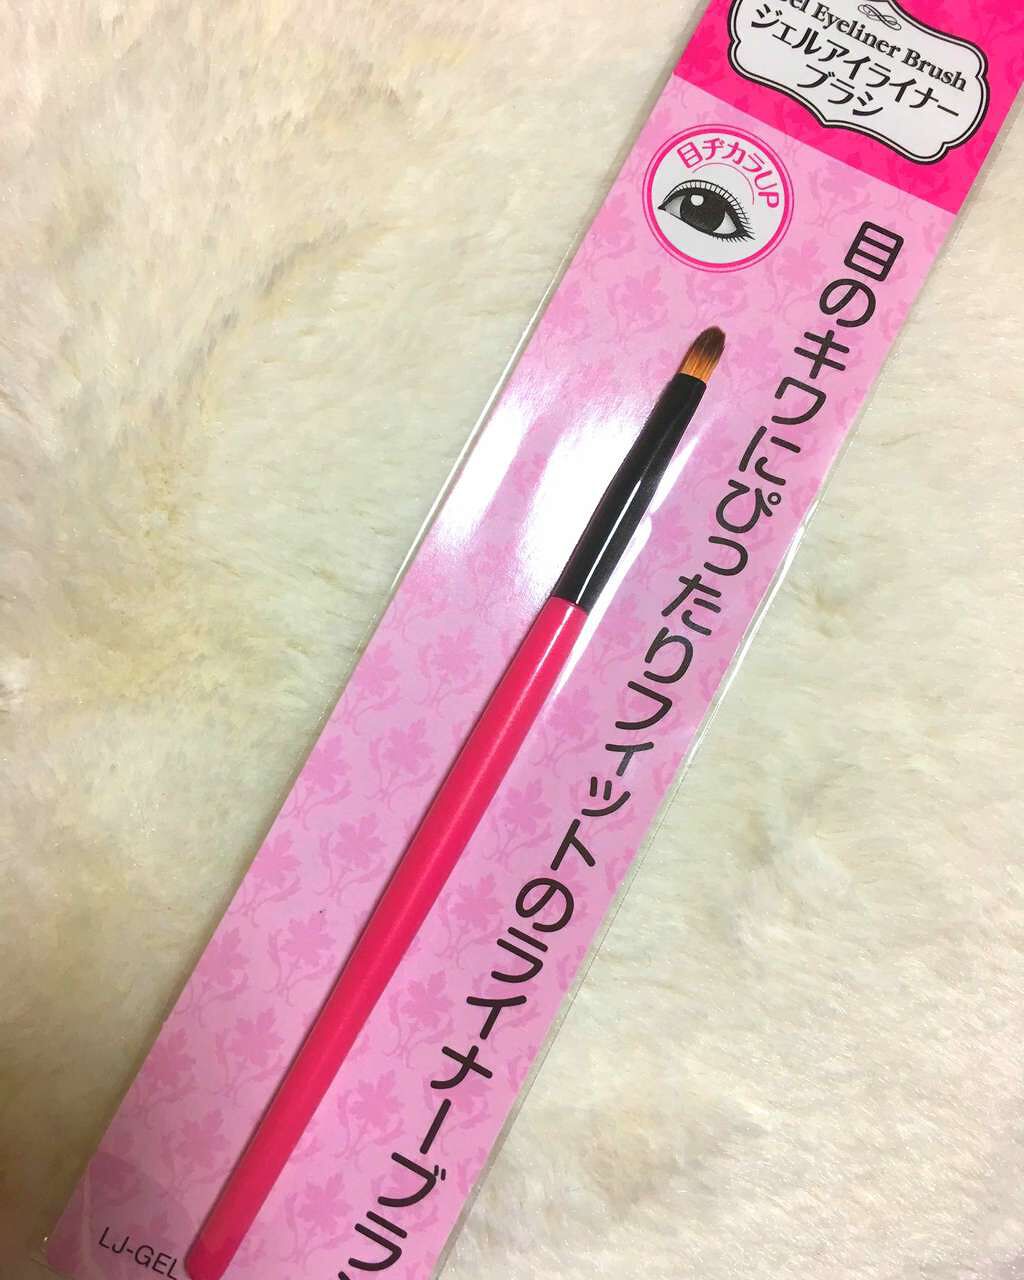 Eyeliner Brush
ジェルアイライナー
ブラシ
目ヂカラUP
目のキワにぴったりフィットのライナーブラ
LJ-GEL